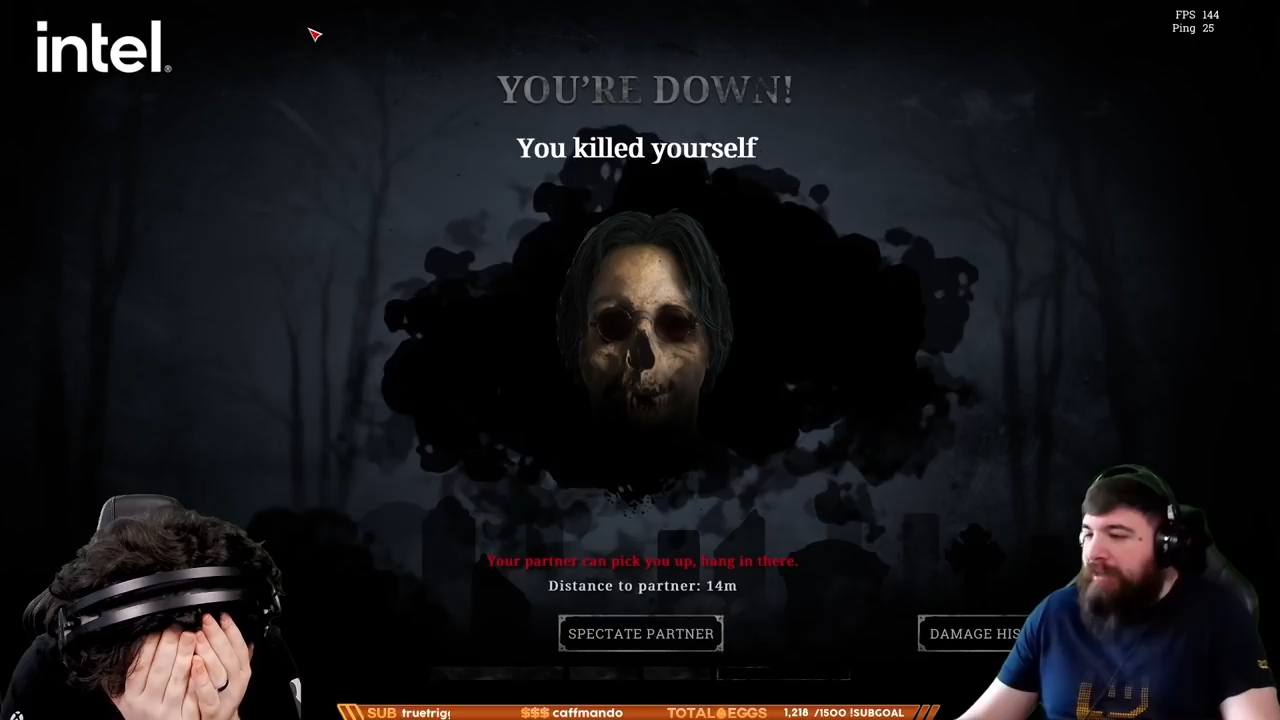 intel
FPS 144
Ping 25
YOU'RE DOWN!
You killed yourself
Your partner can pick you up, hang in there.
Distance to partner: 14m
SPECTATE PARTNER
DAMAGE HIS
SUB truetrigg
$$$ caffmando
TOTAL EGGS
1,218 /1500 !SUBGOAL